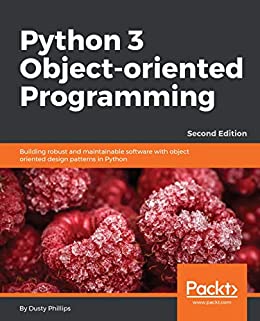 Python 3
Object-oriented
Programming
Second Edition
Building robust and maintainable software with object
oriented design patterns in Python
By Dusty Phillips
Packt>
www.packt.com